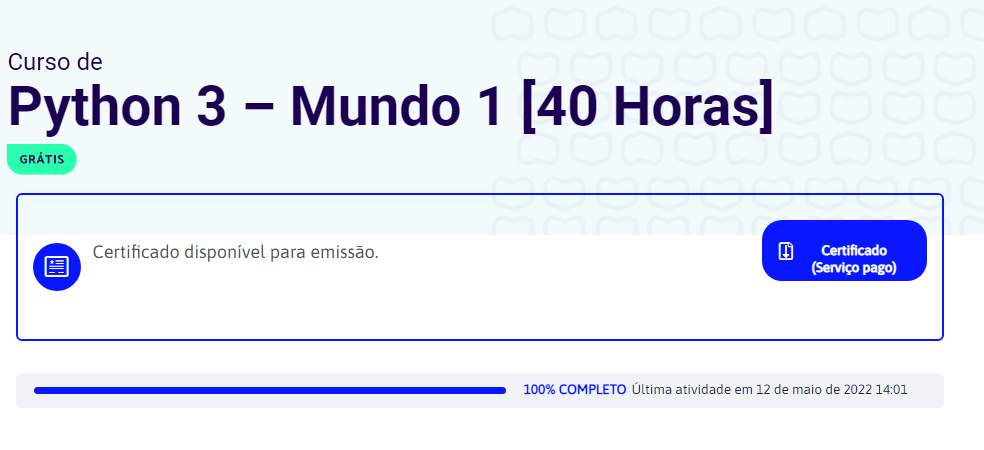 Curso de
Python 3 – Mundo 1 [40 Horas]
GRÁTIS
Certificado disponível para emissão.
Certificado
(Serviço pago)
100% COMPLETO Última atividade em 12 de maio de 2022 14:01